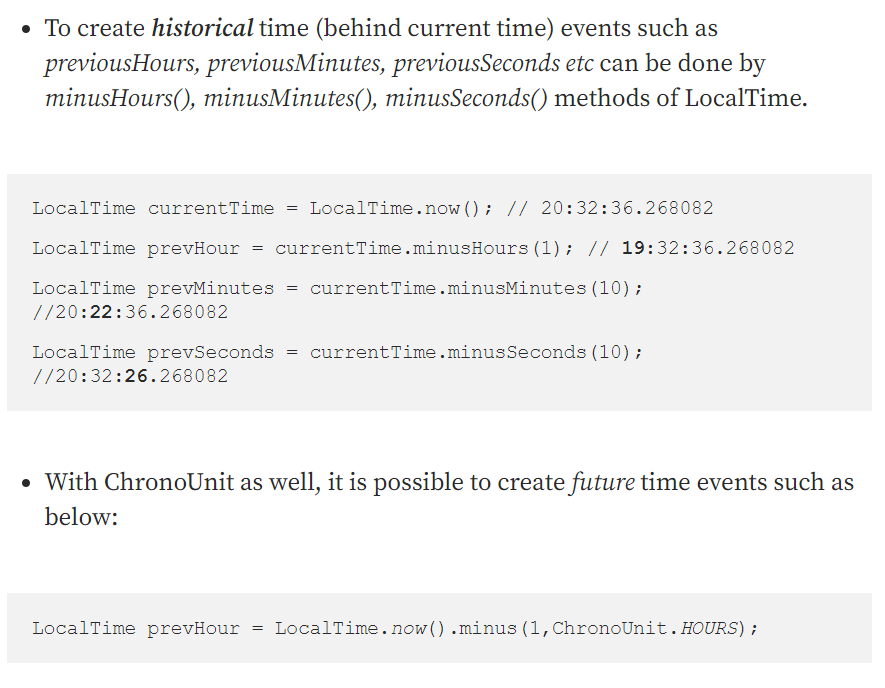 • To create historical time (behind current time) events such as
previousHours, previousMinutes, previousSeconds etc can be done by
minusHours(), minusMinutes(), minusSeconds() methods of LocalTime.
LocalTime currentTime = LocalTime.now(); // 20:32:36.268082
LocalTime prevHour = currentTime.minusHours(1); // 19:32:36.268082
LocalTime prevMinutes = currentTime.minusMinutes(10);
//20:22:36.268082
LocalTime prevSeconds = currentTime.minusSeconds(10);
//20:32:26.268082
• With ChronoUnit as well, it is possible to create future time events such as
below:
LocalTime prevHour = LocalTime.now().minus(1,ChronoUnit.HOURS);